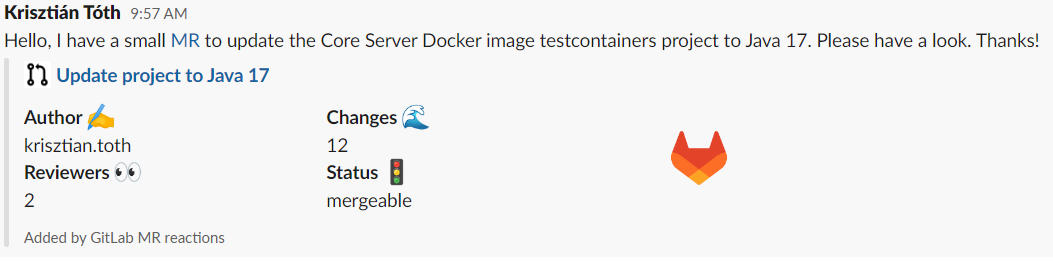 Krisztián Tóth 9:57 AM
Hello, I have a small MR to update the Core Server Docker image testcontainers project to Java 17. Please have a look. Thanks!
Update project to Java 17
Author ✍️ Changes 🌊
krisztian.toth 12
Reviewers 👀 Status 🚦
2 mergeable
Added by GitLab MR reactions